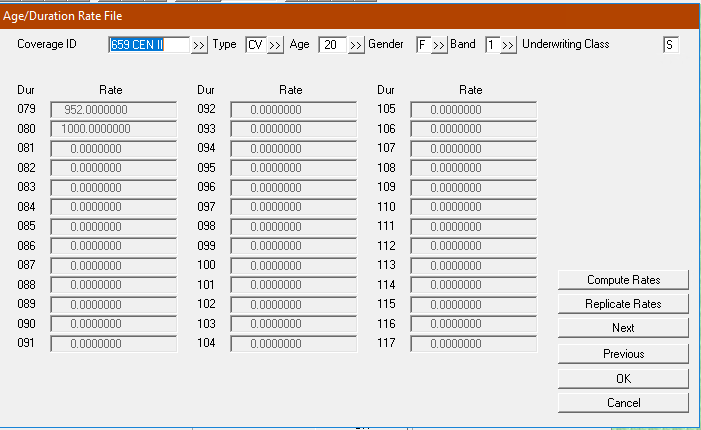 Age/Duration Rate File
Coverage ID 659 CEN II >> Type CV >> Age 20 >> Gender F >> Band 1 >> Underwriting Class S
Dur Rate Dur Rate Dur Rate
079 952.0000000 092 0.0000000 105 0.0000000
080 1000.0000000 093 0.0000000 106 0.0000000
081 0.0000000 094 0.0000000 107 0.0000000
082 0.0000000 095 0.0000000 108 0.0000000
083 0.0000000 096 0.0000000 109 0.0000000
084 0.0000000 097 0.0000000 110 0.0000000
085 0.0000000 098 0.0000000 111 0.0000000
086 0.0000000 099 0.0000000 112 0.0000000
087 0.0000000 100 0.0000000 113 0.0000000
088 0.0000000 101 0.0000000 114 0.0000000
089 0.0000000 102 0.0000000 115 0.0000000
090 0.0000000 103 0.0000000 116 0.0000000
091 0.0000000 104 0.0000000 117 0.0000000
Compute Rates
Replicate Rates
Next
Previous
OK
Cancel